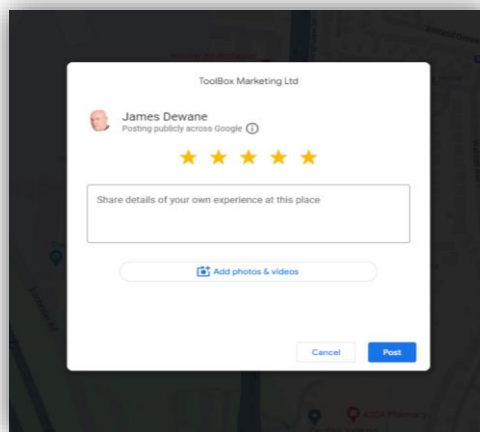 ToolBox Marketing Ltd
James Dewane
Posting publicly across Google
Share details of your own experience at this place
Add photos & videos
Cancel
Post